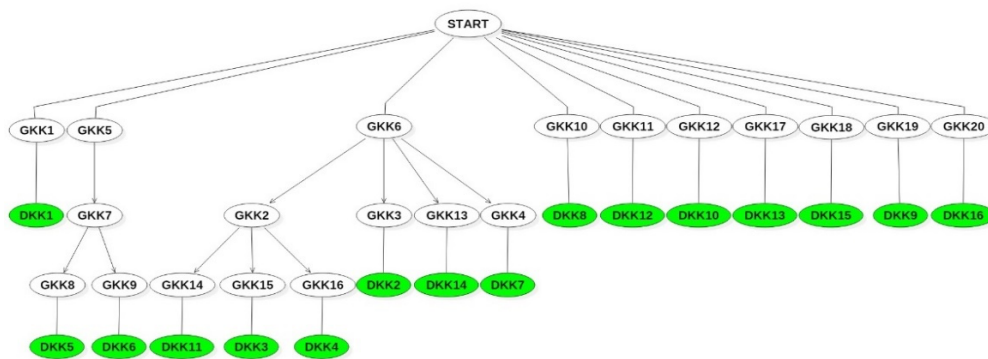 START
GKK1 GKK5 GKK6 GKK10 GKK11 GKK12 GKK17 GKK18 GKK19 GKK20
DKK1 GKK7 GKK2 GKK3 GKK13 GKK4 DKK8 DKK12 DKK10 DKK13 DKK15 DKK9 DKK16
GKK8 GKK9 GKK14 GKK15 GKK16 DKK2 DKK14 DKK7
DKK5 DKK6 DKK11 DKK3 DKK4